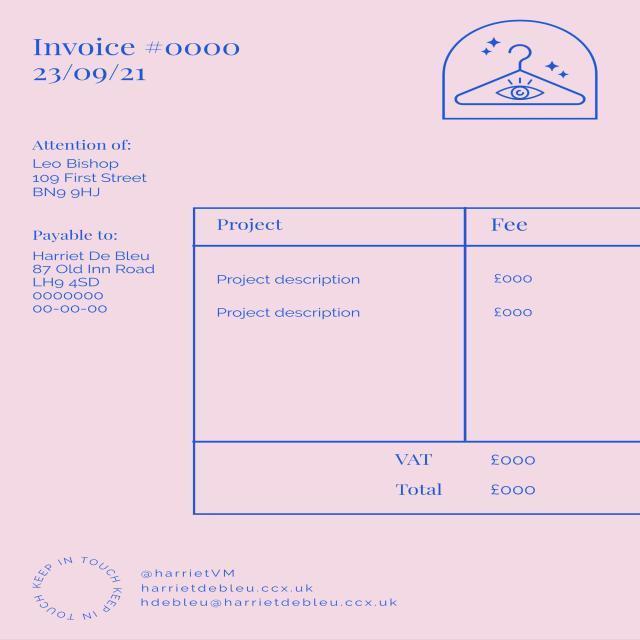 Invoice #0000
23/09/21
Attention of:
Leo Bishop
109 First Street
BN9 9HJ
Payable to:
Harriet De Bleu
87 Old Inn Road
LH9 4SD
0000000
00-00-00
Project Fee
Project description £000
Project description £000
VAT £000
Total £000
KEEP IN TOUCH KEEP IN TOUCH
@harrietVM
harrietdebleu.ccx.uk
hdebleu@harrietdebleu.ccx.uk